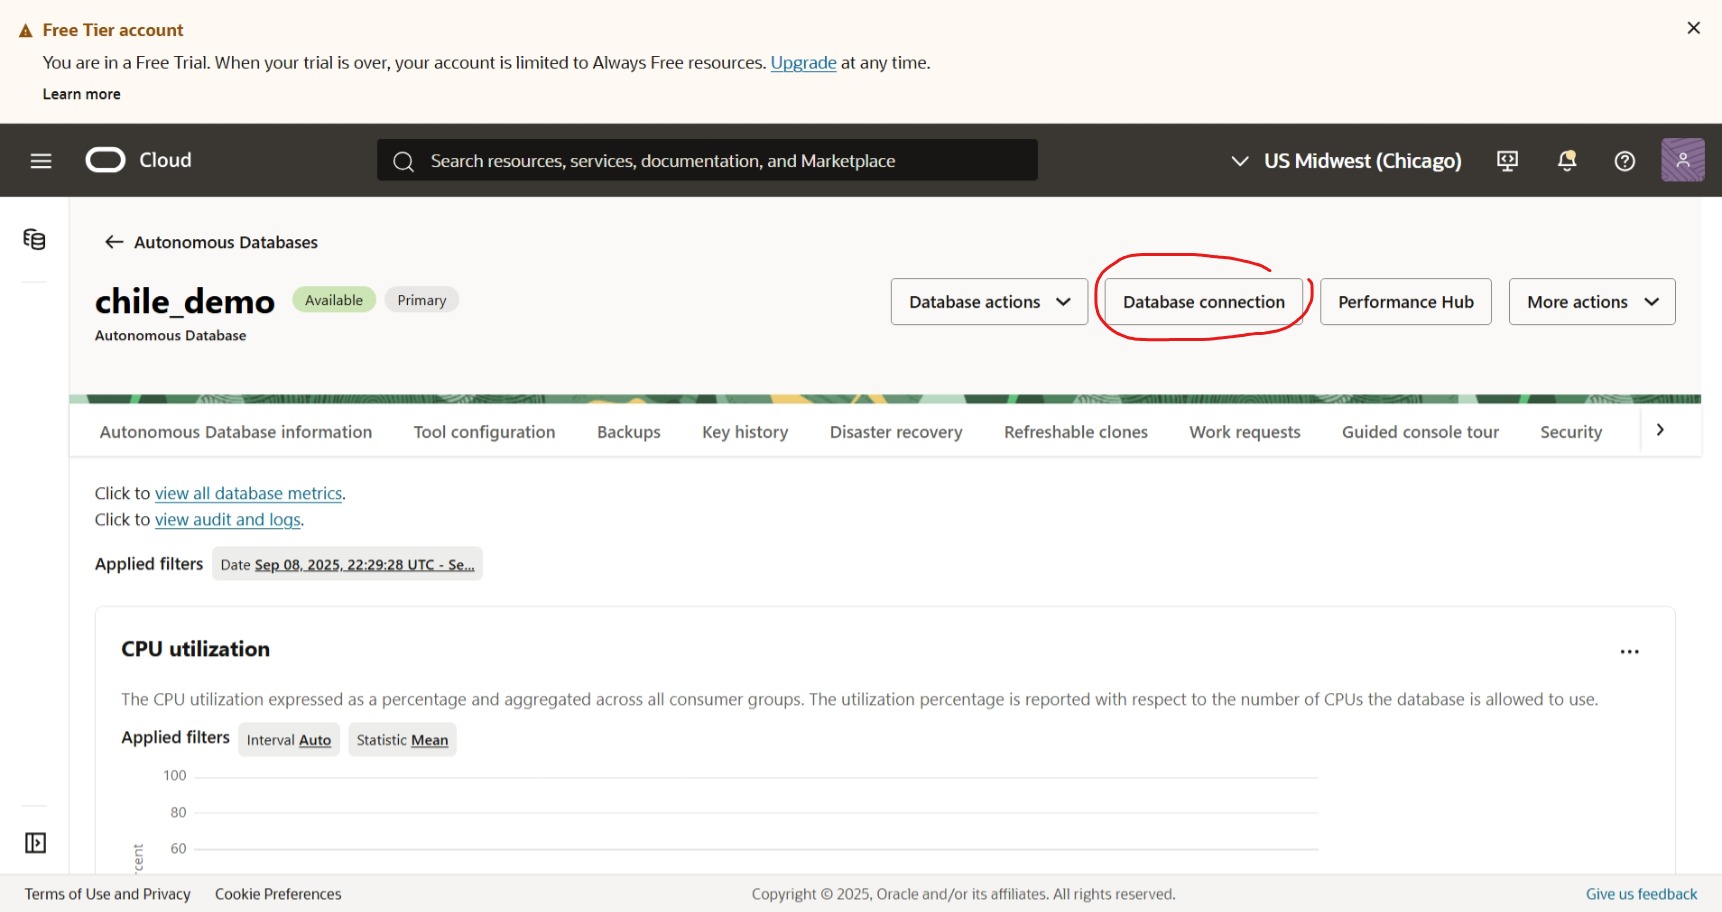 Free Tier account
You are in a Free Trial. When your trial is over, your account is limited to Always Free resources. Upgrade at any time.
Learn more
Cloud
Search resources, services, documentation, and Marketplace
US Midwest (Chicago)
Autonomous Databases
chile_demo Available Primary
Autonomous Database
Database actions
Database connection
Performance Hub
More actions
Autonomous Database information Tool configuration Backups Key history Disaster recovery Refreshable clones Work requests Guided console tour Security
Click to view all database metrics.
Click to view audit and logs.
Applied filters Date Sep 08, 2025, 22:29:28 UTC - Se...
CPU utilization
The CPU utilization expressed as a percentage and aggregated across all consumer groups. The utilization percentage is reported with respect to the number of CPUs the database is allowed to use.
Applied filters Interval Auto Statistic Mean
100
80
60
Terms of Use and Privacy Cookie Preferences Copyright © 2025, Oracle and/or its affiliates. All rights reserved. Give us feedback